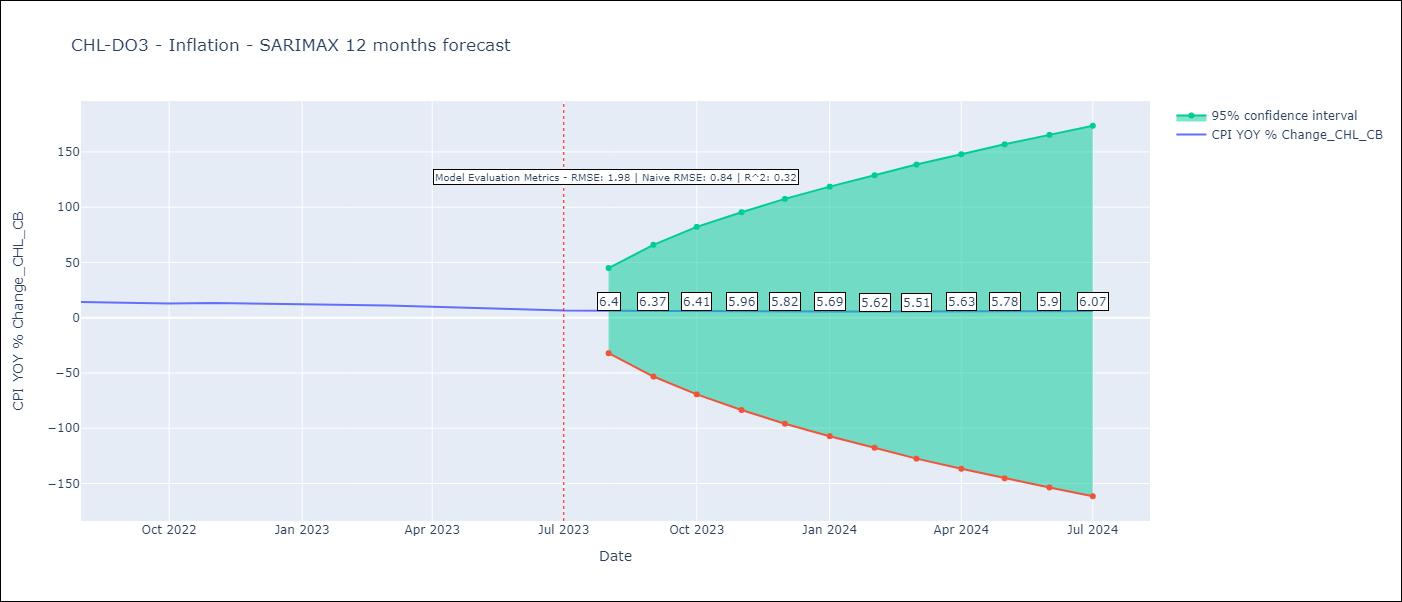 CHL-DO3 - Inflation - SARIMAX 12 months forecast
95% confidence interval
CPI YOY % Change_CHL_CB
Model Evaluation Metrics - RMSE: 1.98 | Naive RMSE: 0.84 | R^2: 0.32
CPI YOY % Change_CHL_CB
150
100
50
0
−50
−100
−150
6.4
6.37
6.41
5.96
5.82
5.69
5.62
5.51
5.63
5.78
5.9
6.07
Oct 2022
Jan 2023
Apr 2023
Jul 2023
Oct 2023
Jan 2024
Apr 2024
Jul 2024
Date